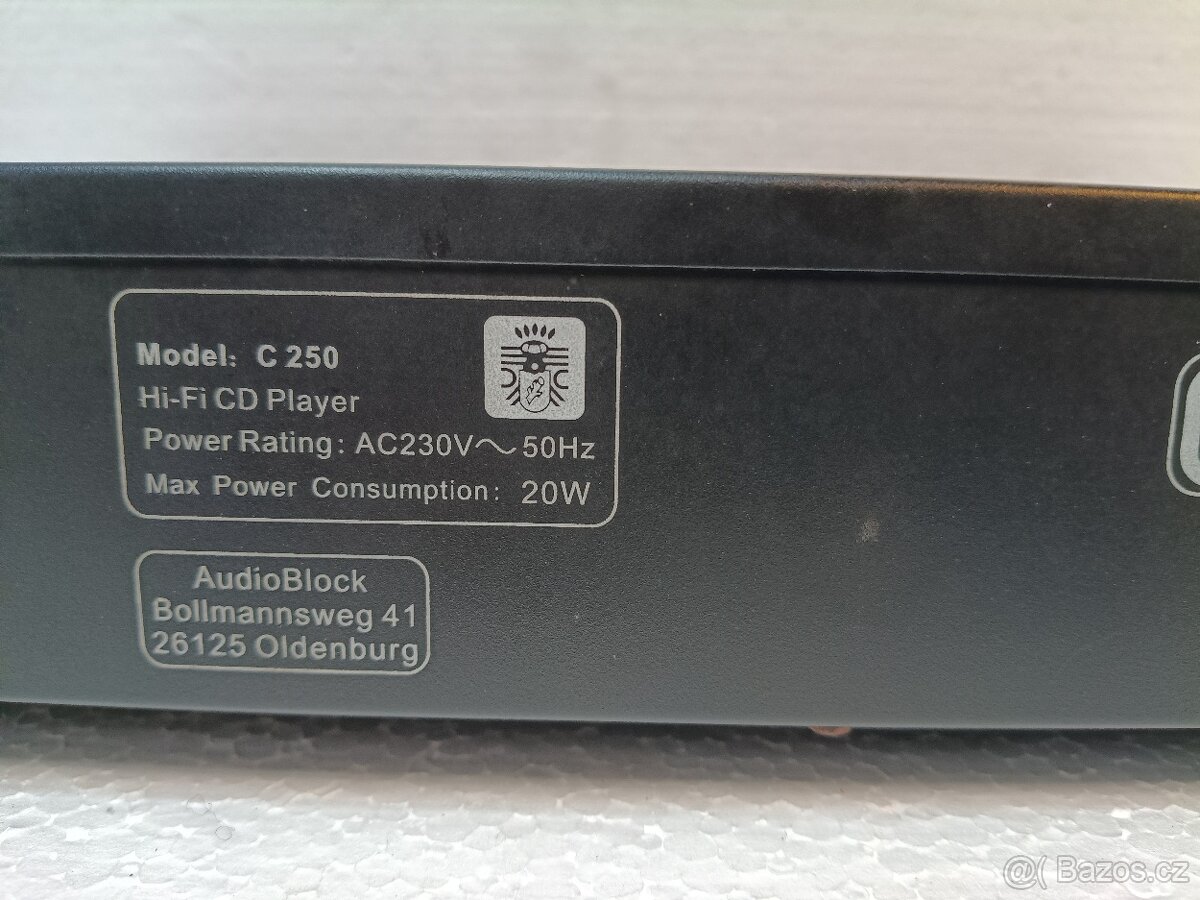 Model: C 250
Hi-Fi CD Player
Power Rating: AC230V～50Hz
Max Power Consumption: 20W
AudioBlock
Bollmannsweg 41
26125 Oldenburg
@( Bazos.cz